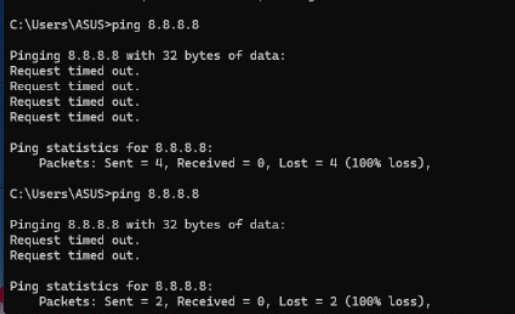 C:\Users\ASUS>ping 8.8.8.8
Pinging 8.8.8.8 with 32 bytes of data:
Request timed out.
Request timed out.
Request timed out.
Request timed out.
Ping statistics for 8.8.8.8:
Packets: Sent = 4, Received = 0, Lost = 4 (100% loss),
C:\Users\ASUS>ping 8.8.8.8
Pinging 8.8.8.8 with 32 bytes of data:
Request timed out.
Request timed out.
Ping statistics for 8.8.8.8:
Packets: Sent = 2, Received = 0, Lost = 2 (100% loss),